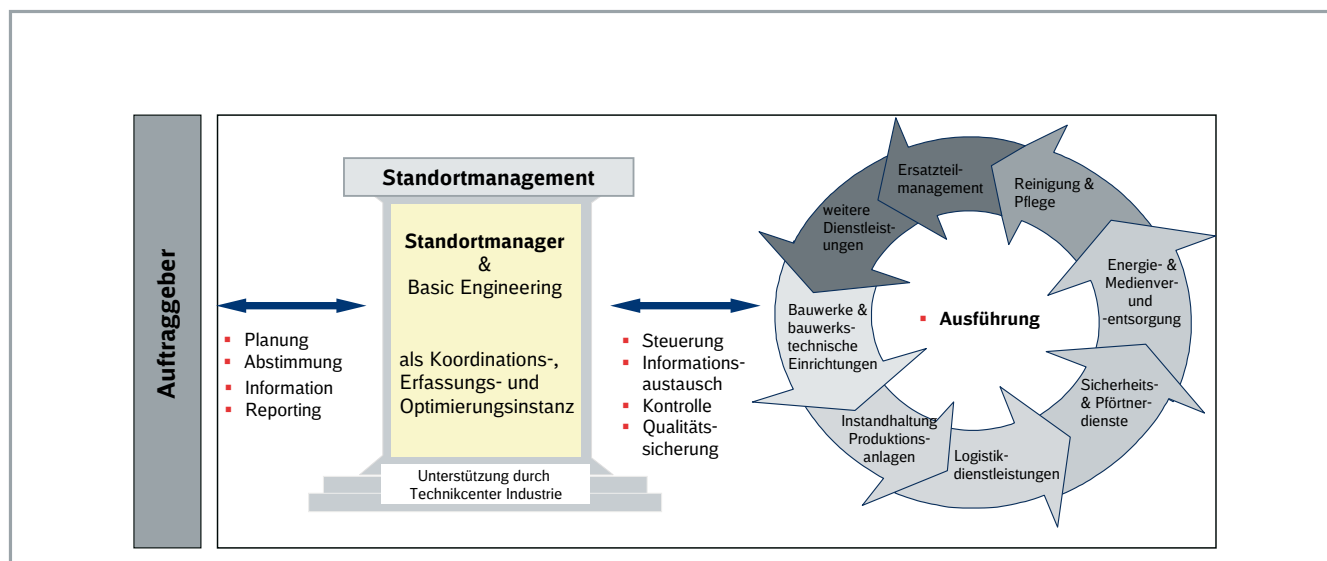 Auftraggeber
Planung
Abstimmung
Information
Reporting
Standortmanagement
Standortmanager
&
Basic Engineering
als Koordinations-,
Erfassungs- und
Optimierungsinstanz
Unterstützung durch
Technikcenter Industrie
Steuerung
Informations-
austausch
Kontrolle
Qualitäts-
sicherung
Ausführung
Ersatzteil-
management
Reinigung &
Pflege
Energie- &
Medienver-
und
-entsorgung
Sicherheits-
& Pförtner-
dienste
Logistik-
dienstleistungen
Instandhaltung
Produktions-
anlagen
Bauwerke &
bauwerks-
technische
Einrichtungen
weitere
Dienstleist-
ungen